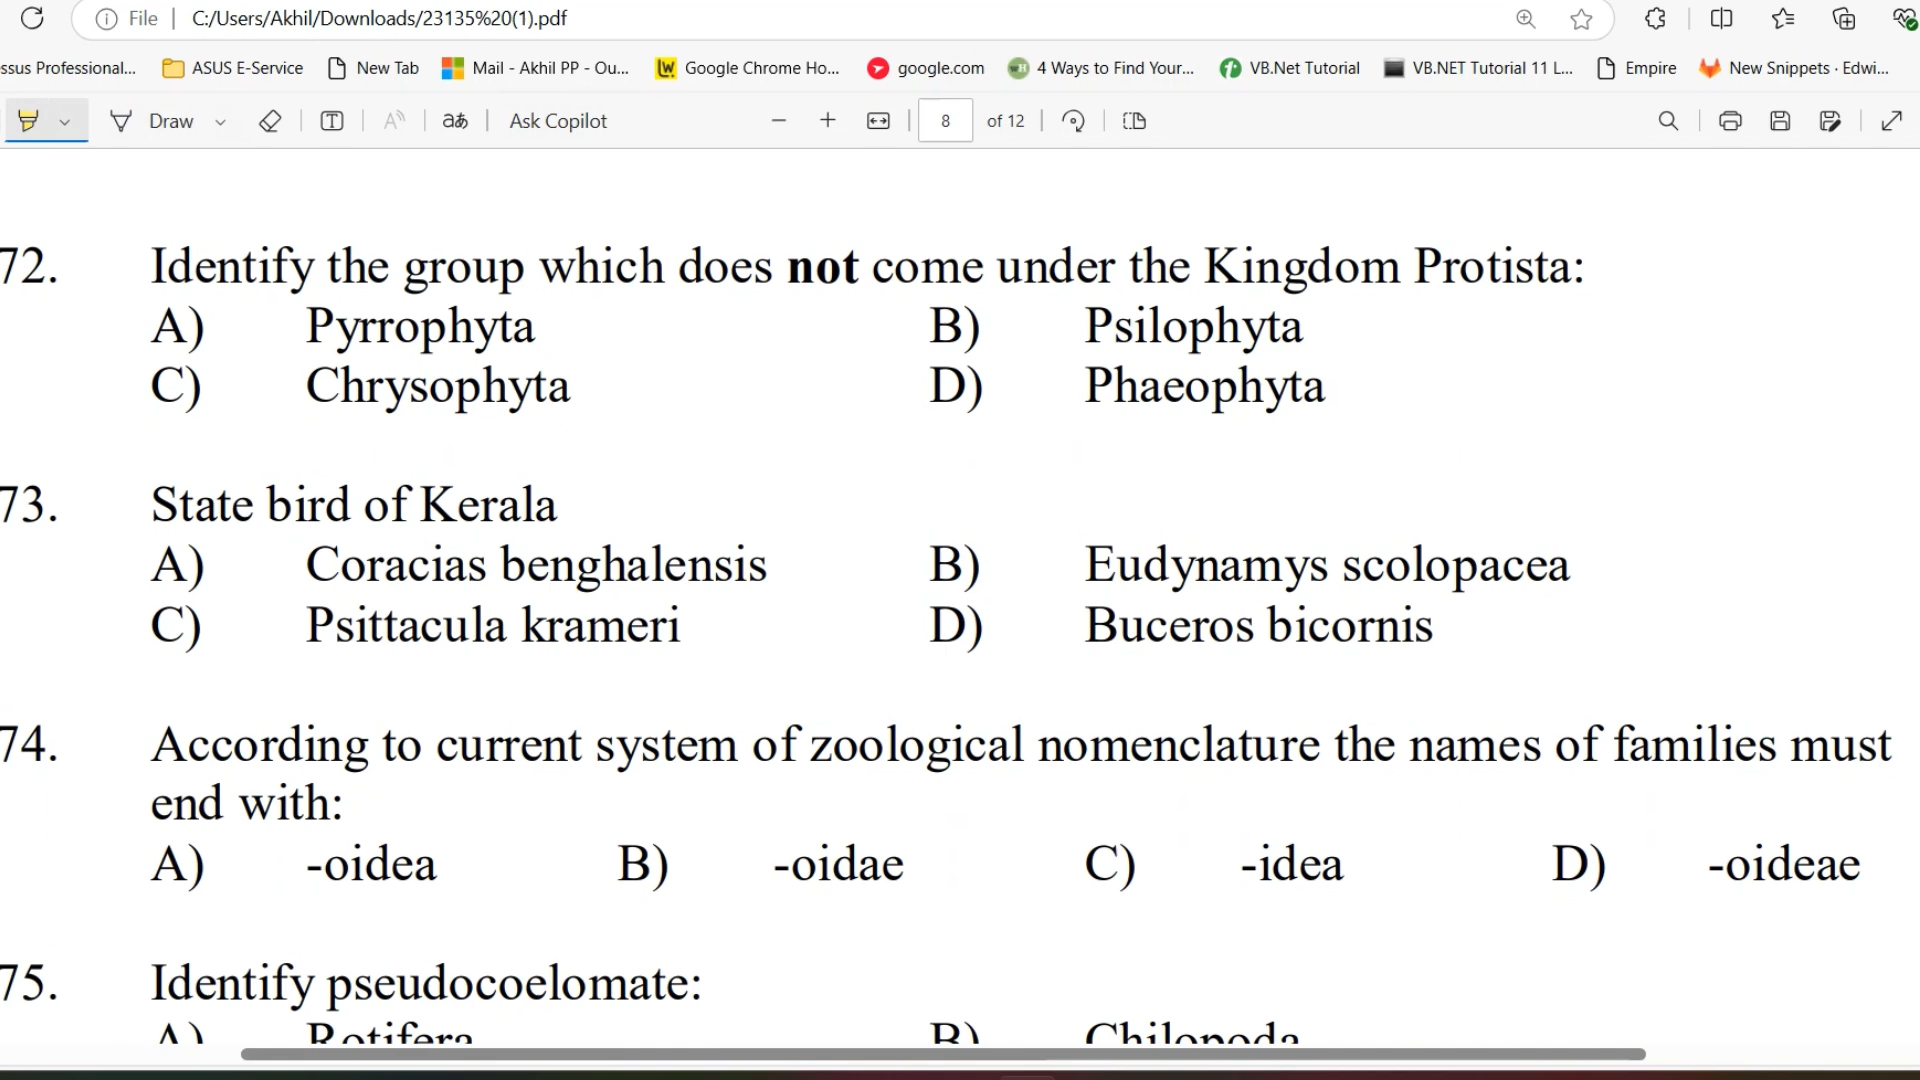 File C:/Users/Akhil/Downloads/23135%20(1).pdf
ssus Professional... ASUS E-Service New Tab Mail - Akhil PP - Ou... Google Chrome Ho... google.com 4 Ways to Find Your... VB.Net Tutorial VB.NET Tutorial 11 L... Empire New Snippets · Edwi...
Draw aあ Ask Copilot 8 of 12
72. Identify the group which does not come under the Kingdom Protista:
A) Pyrrophyta B) Psilophyta
C) Chrysophyta D) Phaeophyta
73. State bird of Kerala
A) Coracias benghalensis B) Eudynamys scolopacea
C) Psittacula krameri D) Buceros bicornis
74. According to current system of zoological nomenclature the names of families must
end with:
A) -oidea B) -oidae C) -idea D) -oideae
75. Identify pseudocoelomate:
A) Rotifera B) Chilopoda